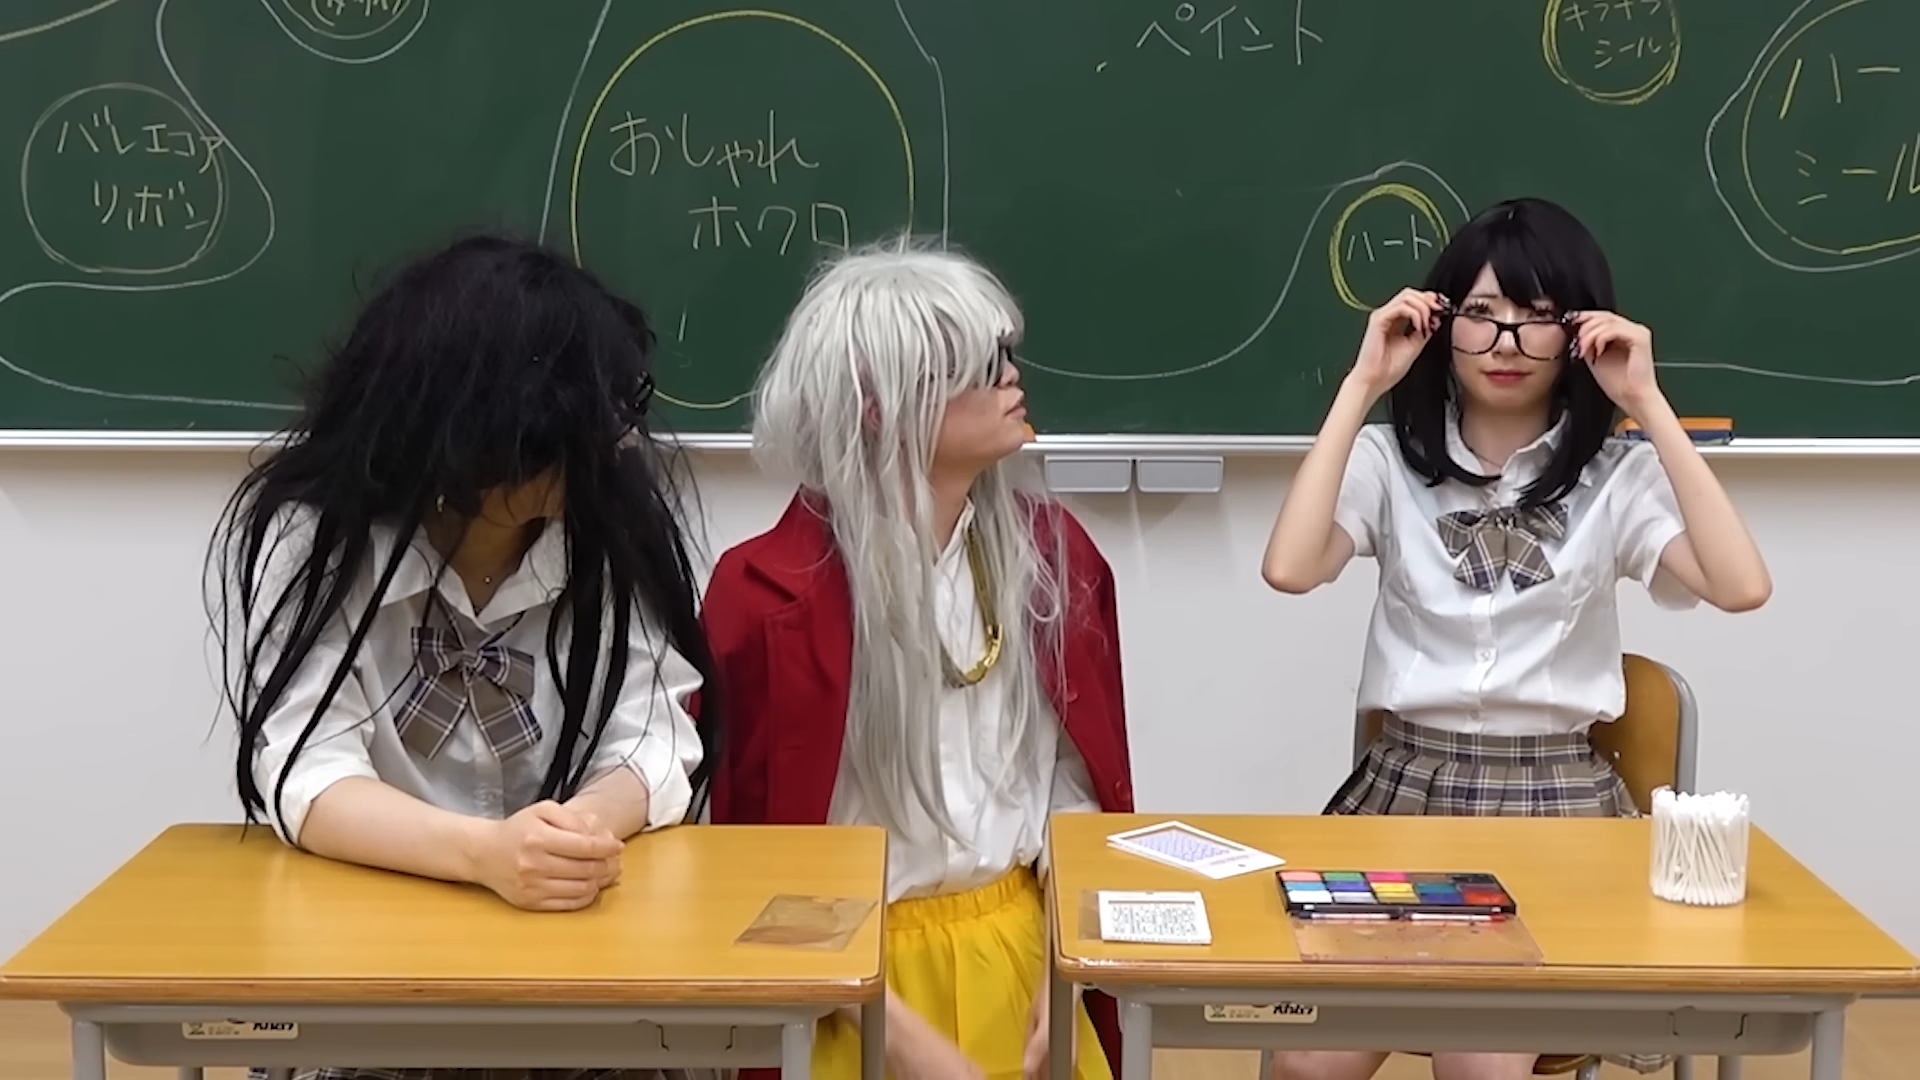 ペイント
キラキラ
シール
ハート
シール
バレエコア
リボン
おしゃれ
ホクロ
ハート